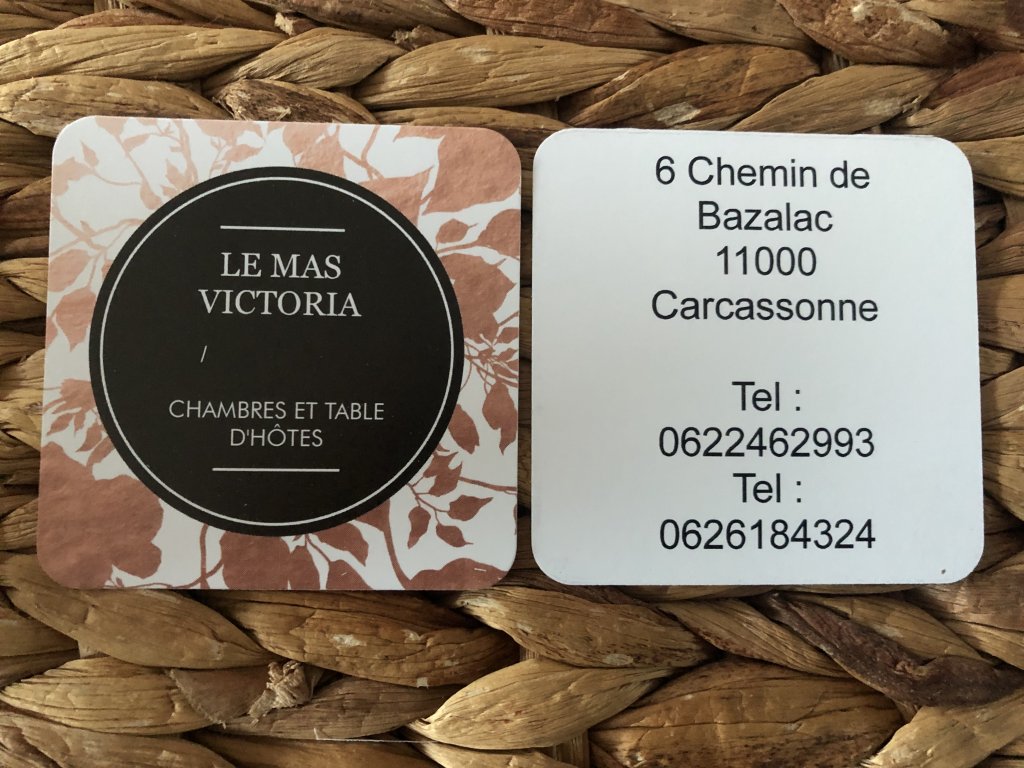 LE MAS
VICTORIA
/
CHAMBRES ET TABLE
D'HÔTES
6 Chemin de
Bazalac
11000
Carcassonne
Tel :
0622462993
Tel :
0626184324